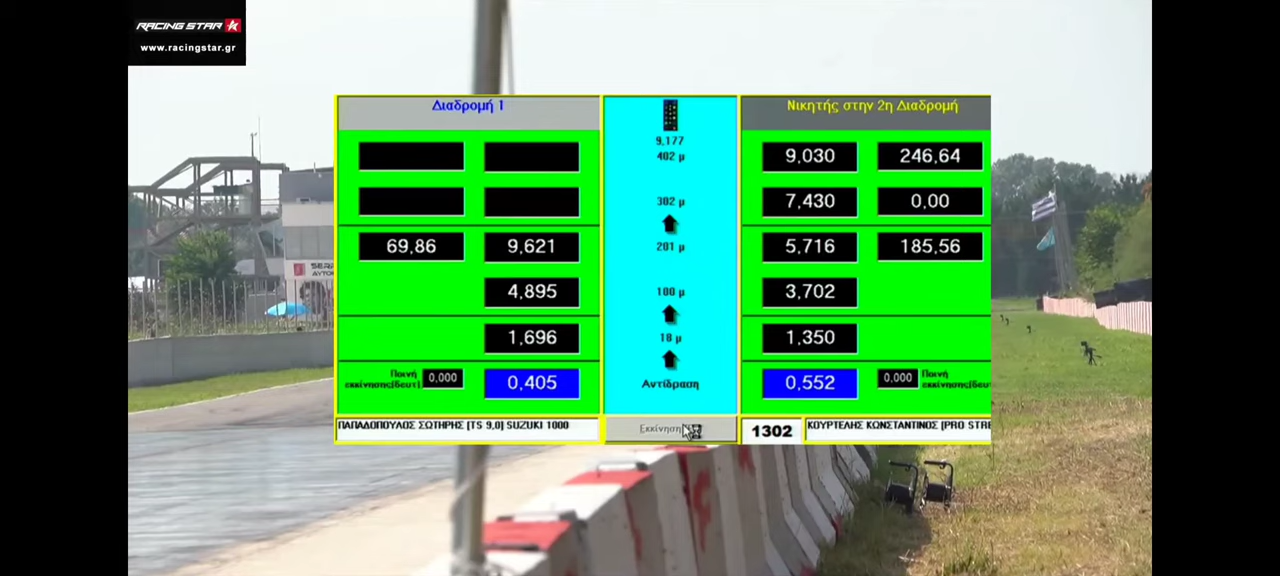 RACING STAR
www.racingstar.gr
Διαδρομή 1
9,177
402 μ
Νικητής στην 2η Διαδρομή
9,030 246,64
302 μ
7,430 0,00
69,86 9,621
201 μ
5,716 185,56
4,895
100 μ
3,702
1,696
18 μ
1,350
Ποινή
εκκίνησης(δευτ) 0,000
0,405
Αντίδραση
0,552
0,000 Ποινή
εκκίνησης(δευτ
ΠΑΠΑΔΟΠΟΥΛΟΣ ΣΩΤΗΡΗΣ [TS 9,0] SUZUKI 1000
Εκκίνηση
1302
ΚΟΥΡΤΕΛΗΣ ΚΩΝΣΤΑΝΤΙΝΟΣ [PRO STRE